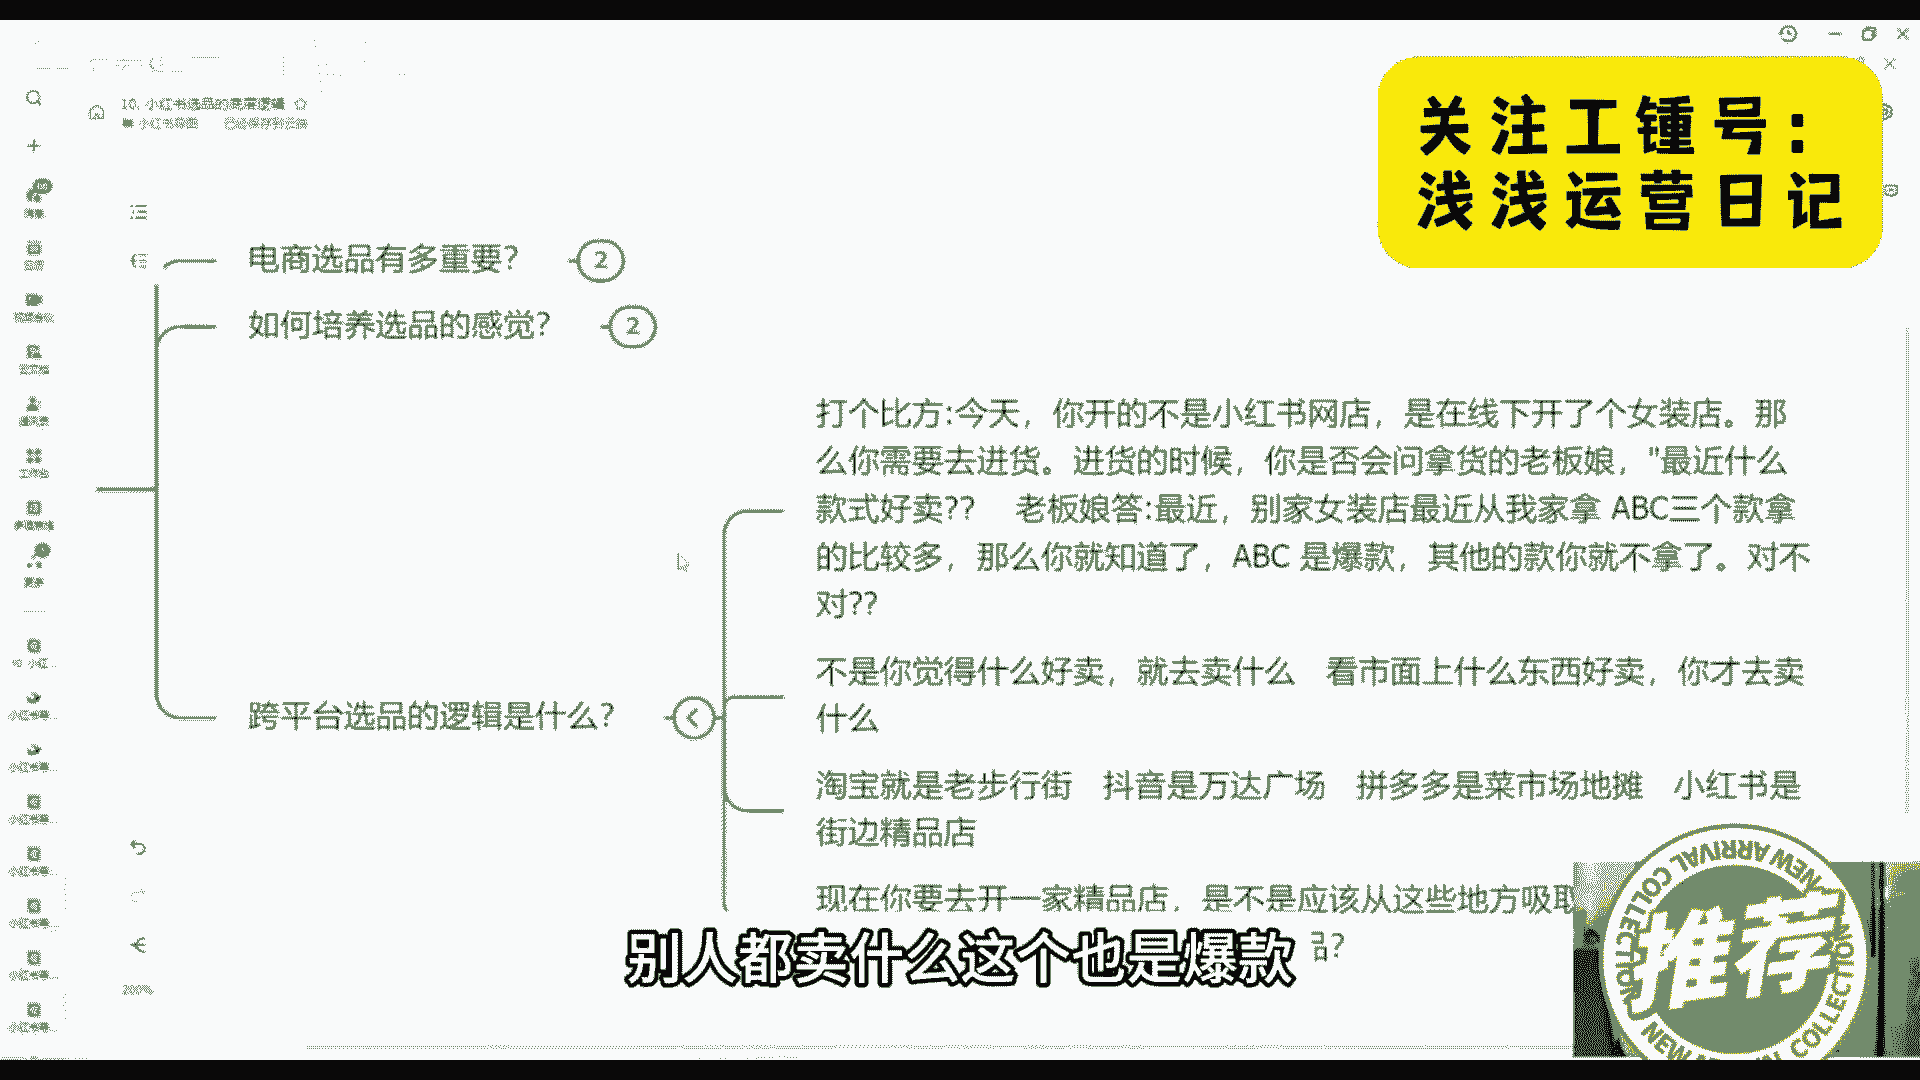 关注工锺号：
浅浅运营日记
10. 小红书选品的底层逻辑
电商选品有多重要？ 2
如何培养选品的感觉？ 2
打个比方:今天，你开的不是小红书网店，是在线下开了个女装店。那
么你需要去进货。进货的时候，你是否会问拿货的老板娘，"最近什么
款式好卖?? 老板娘答:最近，别家女装店最近从我家拿 ABC三个款拿
的比较多，那么你就知道了，ABC 是爆款，其他的款你就不拿了。对不
对??
不是你觉得什么好卖，就去卖什么 看市面上什么东西好卖，你才去卖
什么
跨平台选品的逻辑是什么？
淘宝就是老步行街 抖音是万达广场 拼多多是菜市场地摊 小红书是
街边精品店
现在你要去开一家精品店，是不是应该从这些地方吸取
品?
别人都卖什么这个也是爆款
200%
推荐
NEW ARRIVAL COLLECTION